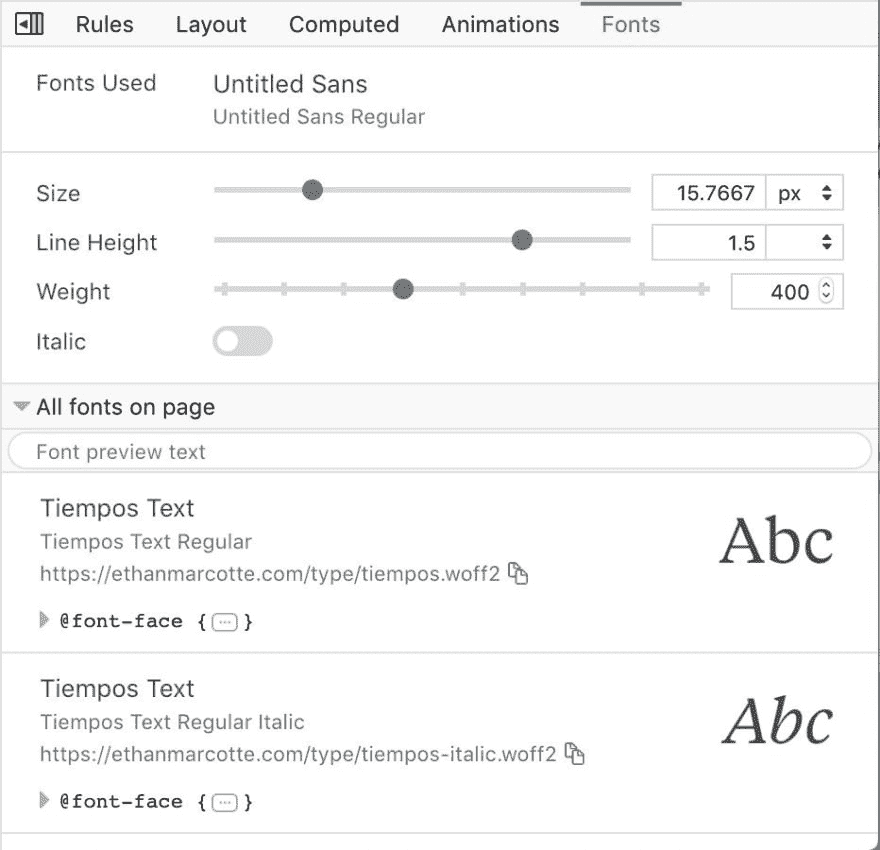 Rules Layout Computed Animations Fonts
Fonts Used Untitled Sans
Untitled Sans Regular
Size 15.7667 px
Line Height 1.5
Weight 400
Italic
All fonts on page
Font preview text
Tiempos Text
Tiempos Text Regular
https://ethanmarcotte.com/type/tiempos.woff2
Abc
@font-face { ... }
Tiempos Text
Tiempos Text Regular Italic
https://ethanmarcotte.com/type/tiempos-italic.woff2
Abc
@font-face { ... }